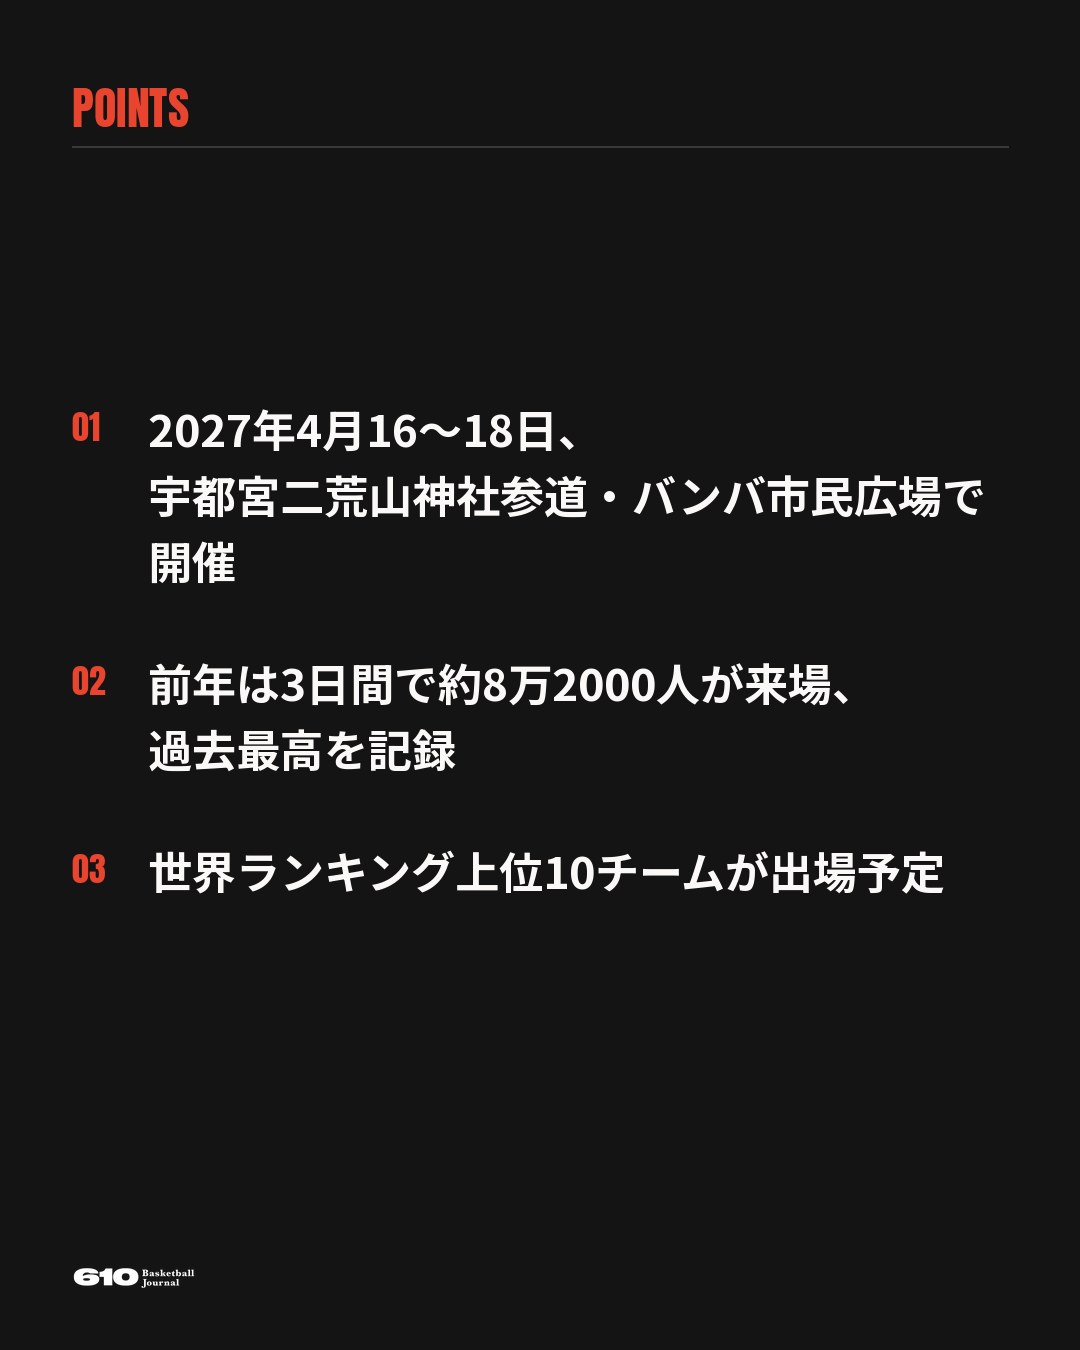 POINTS
01
2027年4月16〜18日、
宇都宮二荒山神社参道・バンバ市民広場で
開催
02
前年は3日間で約8万2000人が来場、
過去最高を記録
03
世界ランキング上位10チームが出場予定
610 Basketball
Journal